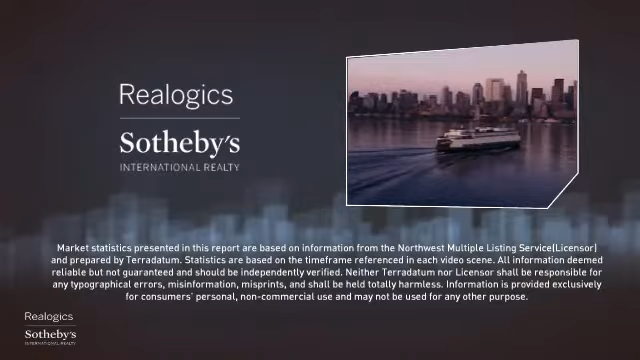 Realogics
Sotheby's
INTERNATIONAL REALTY
Market statistics presented in this report are based on information from the Northwest Multiple Listing Service(Licensor)
and prepared by Terradatum. Statistics are based on the timeframe referenced in each video scene. All information deemed
reliable but not guaranteed and should be independently verified. Neither Terradatum nor Licensor shall be responsible for
any typographical errors, misinformation, misprints, and shall be held totally harmless. Information is provided exclusively
for consumers' personal, non-commercial use and may not be used for any other purpose.
Realogics
Sotheby's
INTERNATIONAL REALTY